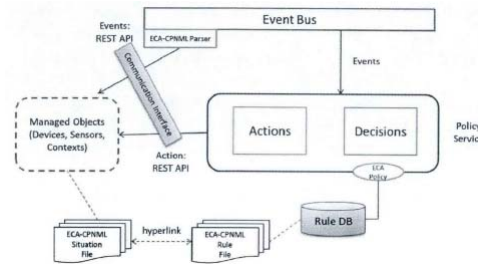 Event Bus
Events:
REST API
ECA-CPNML Parser
Communication Interface
Events
Managed Objects
(Devices, Sensors,
Contexts)
Actions
Decisions
Policy
Servic
Action:
REST API
ECA
Policy
Rule DB
ECA-CPNML
Situation
File
hyperlink
ECA-CPNML
Rule
File